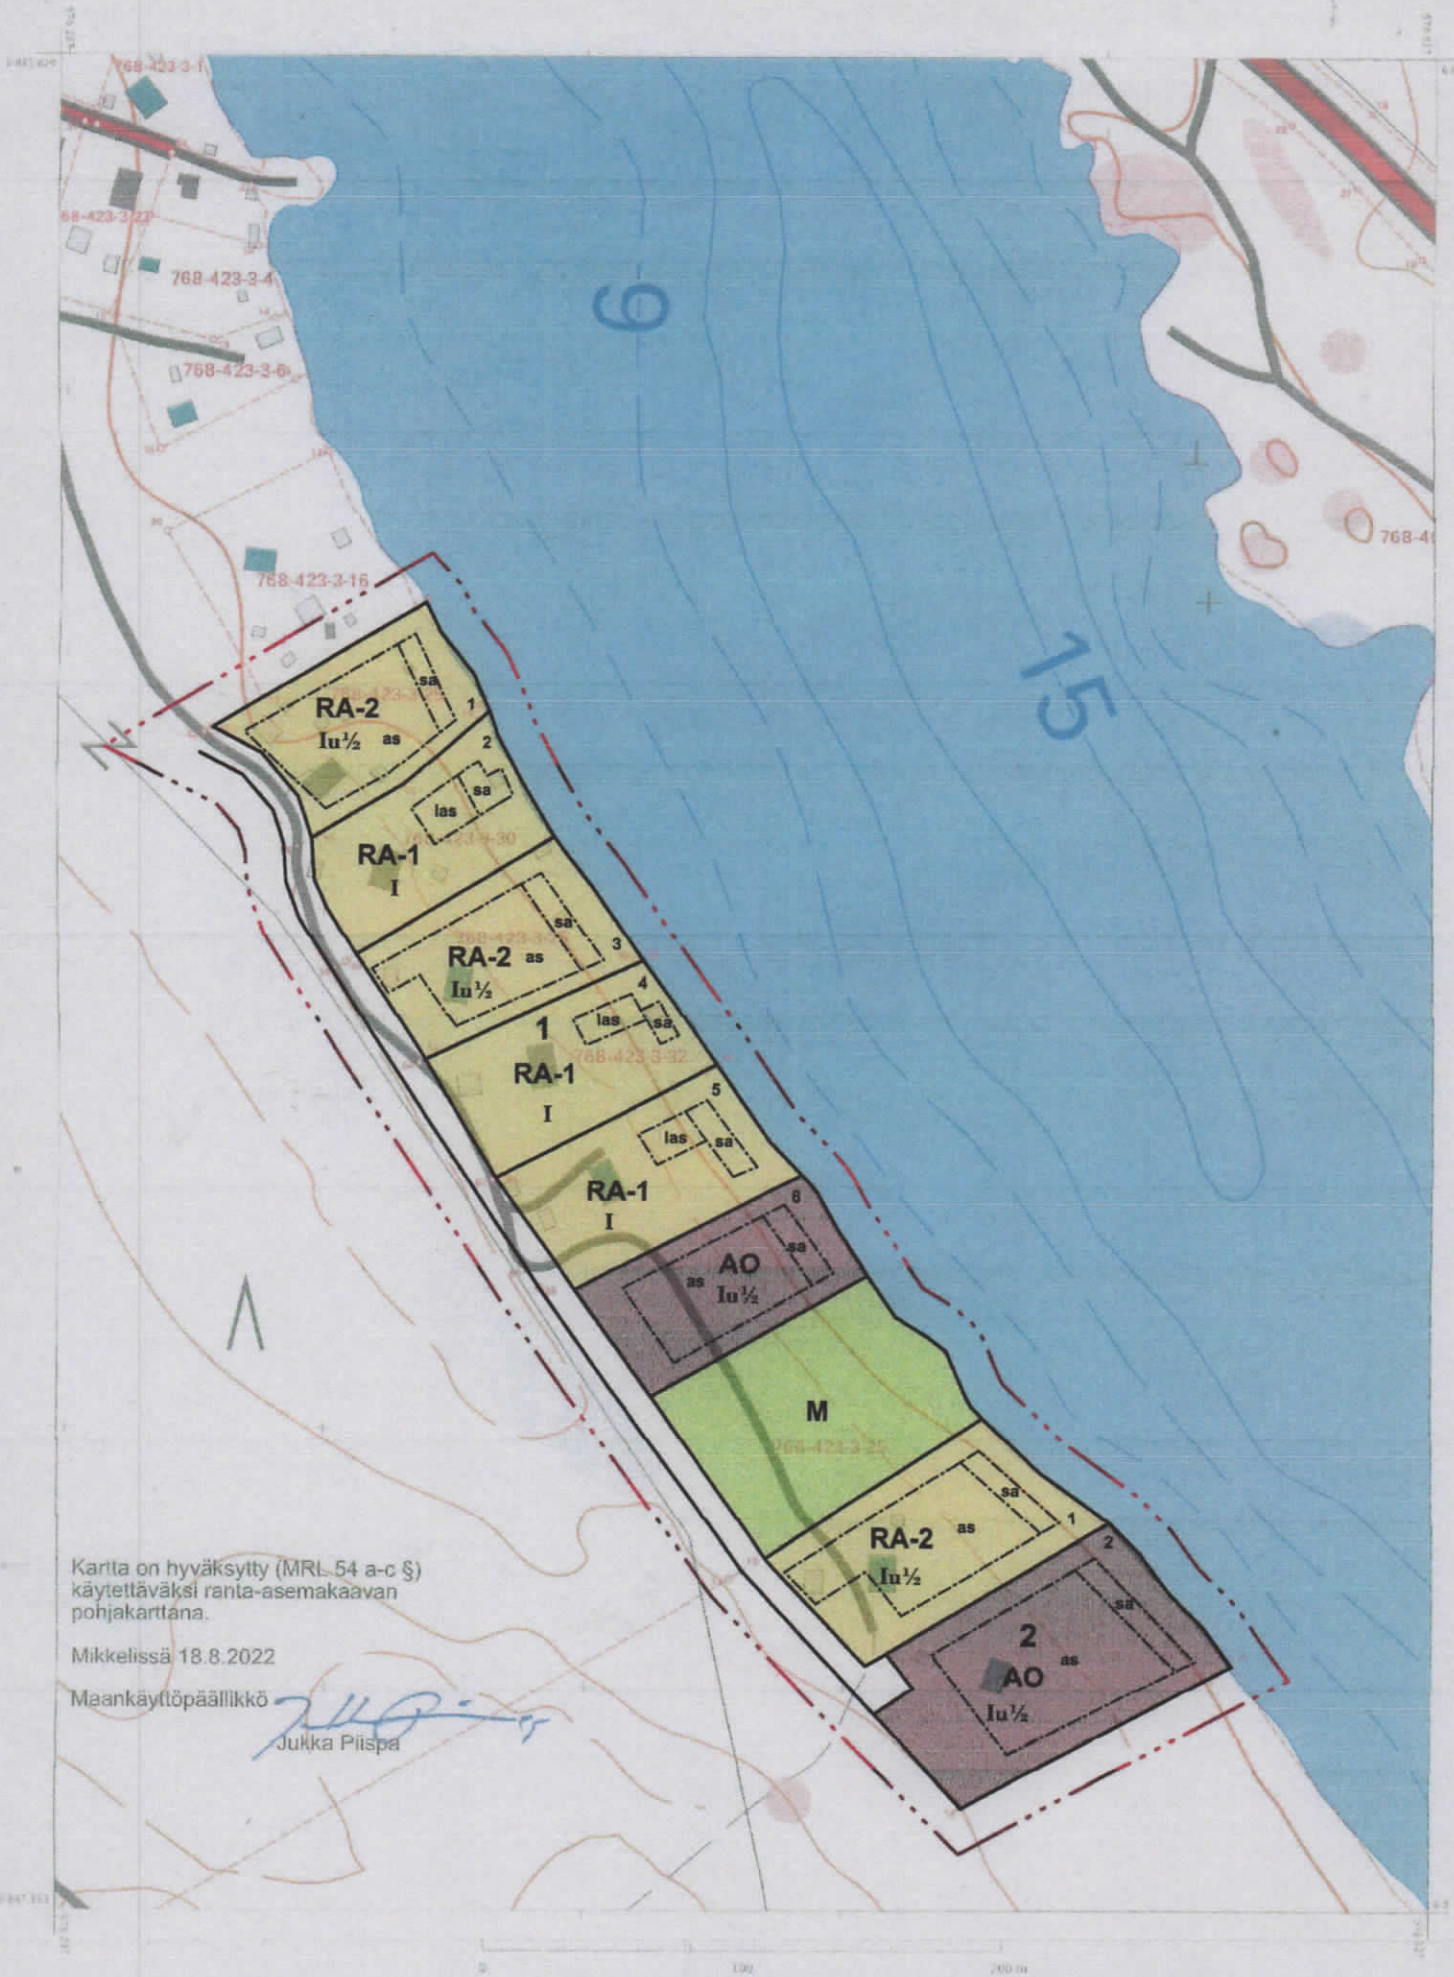 768-423-3-1
768-423-3-4
768-423-3-6
9
768-423-3-16
15
RA-2
Iu½ as
sa
1
2
sa
las
RA-1
I
sa
3
RA-2 as
Iu½
4
las
sa
1
768-423-3-32
RA-1
I
5
las
sa
RA-1
I
6
sa
as AO
Iu½
M
768-423-3-25
sa
as
1
RA-2
Iu½
2
sa
2
as
AO
Iu½
Kartta on hyväksytty (MRL 54 a-c §)
käytettäväksi ranta-asemakaavan
pohjakarttana.
Mikkelissä 18.8.2022
Maankäyttöpäällikkö
Jukka Piispa
0 100 200 m